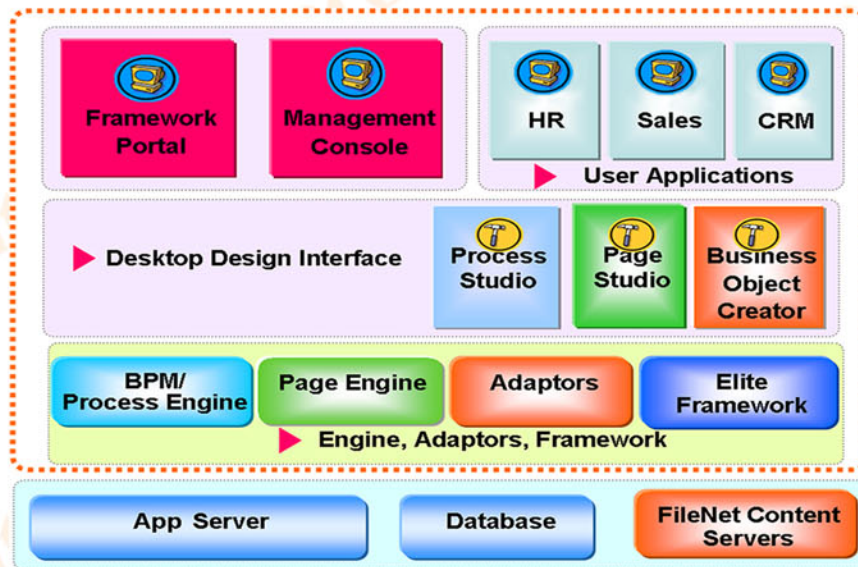 Framework
Portal
Management
Console
HR
Sales
CRM
User Applications
Desktop Design Interface
Process
Studio
Page
Studio
Business
Object
Creator
BPM/
Process Engine
Page Engine
Adaptors
Elite
Framework
Engine, Adaptors, Framework
App Server
Database
FileNet Content
Servers